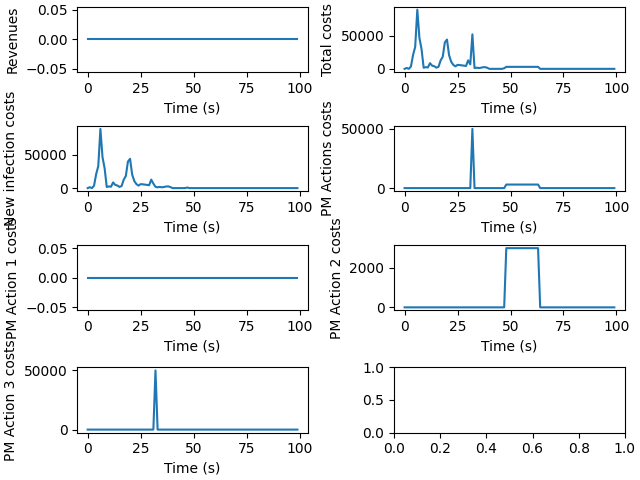 Revenues
0.05
0.00
−0.05
0 25 50 75 100
Time (s)
Total costs
50000
0
0 25 50 75 100
Time (s)
New infection costs
50000
0
0 25 50 75 100
Time (s)
PM Actions costs
50000
0
0 25 50 75 100
Time (s)
PM Action 1 costs
0.05
0.00
−0.05
0 25 50 75 100
Time (s)
PM Action 2 costs
2000
0
0 25 50 75 100
Time (s)
PM Action 3 costs
50000
0
0 25 50 75 100
Time (s)
1.0
0.5
0.0
0.0 0.2 0.4 0.6 0.8 1.0